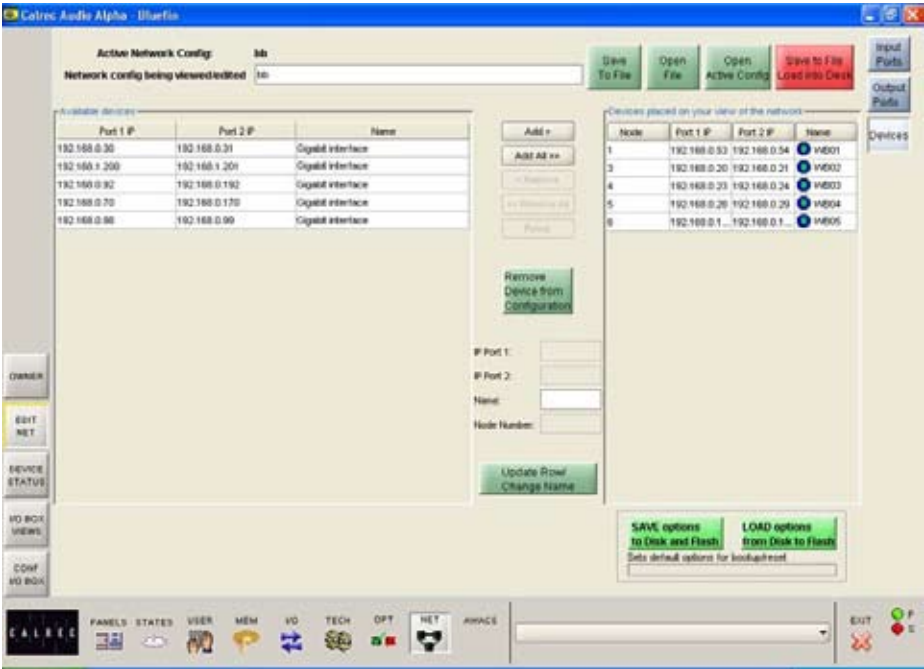 Calrec Audio Alpha - Bluefin
Active Network Config: bb
Network config being viewed/edited bb
Save To File
Open File
Open Active Config
Save to File Load into Desk
Input Ports
Output Ports
Devices
Available devices
Port 1 IP Port 2 IP Name
192.168.0.30 192.168.0.31 Gigabit interface
192.168.1.200 192.168.1.201 Gigabit interface
192.168.0.92 192.168.0.192 Gigabit interface
192.168.0.70 192.168.0.170 Gigabit interface
192.168.0.98 192.168.0.99 Gigabit interface
Add >
Add All >>
< Remove
<< Remove All
Remove Device from Configuration
IP Port 1:
IP Port 2:
Name:
Node Number:
Update Row/ Change Name
Devices placed on your view of the network
Node Port 1 IP Port 2 IP Name
1 192.168.0.53 192.168.0.54 WB01
3 192.168.0.20 192.168.0.21 WB02
4 192.168.0.23 192.168.0.24 WB03
5 192.168.0.28 192.168.0.29 WB04
6 192.168.0.1... 192.168.0.1... WB05
SAVE options to Disk and Flash
LOAD options from Disk to Flash
Sets default options for bootup/reset
OWNER
EDIT NET
DEVICE STATUS
I/O BOX VIEWS
CONF I/O BOX
CALREC
PANELS STATES USER MEM I/O TECH OPT NET AWACS
EXIT